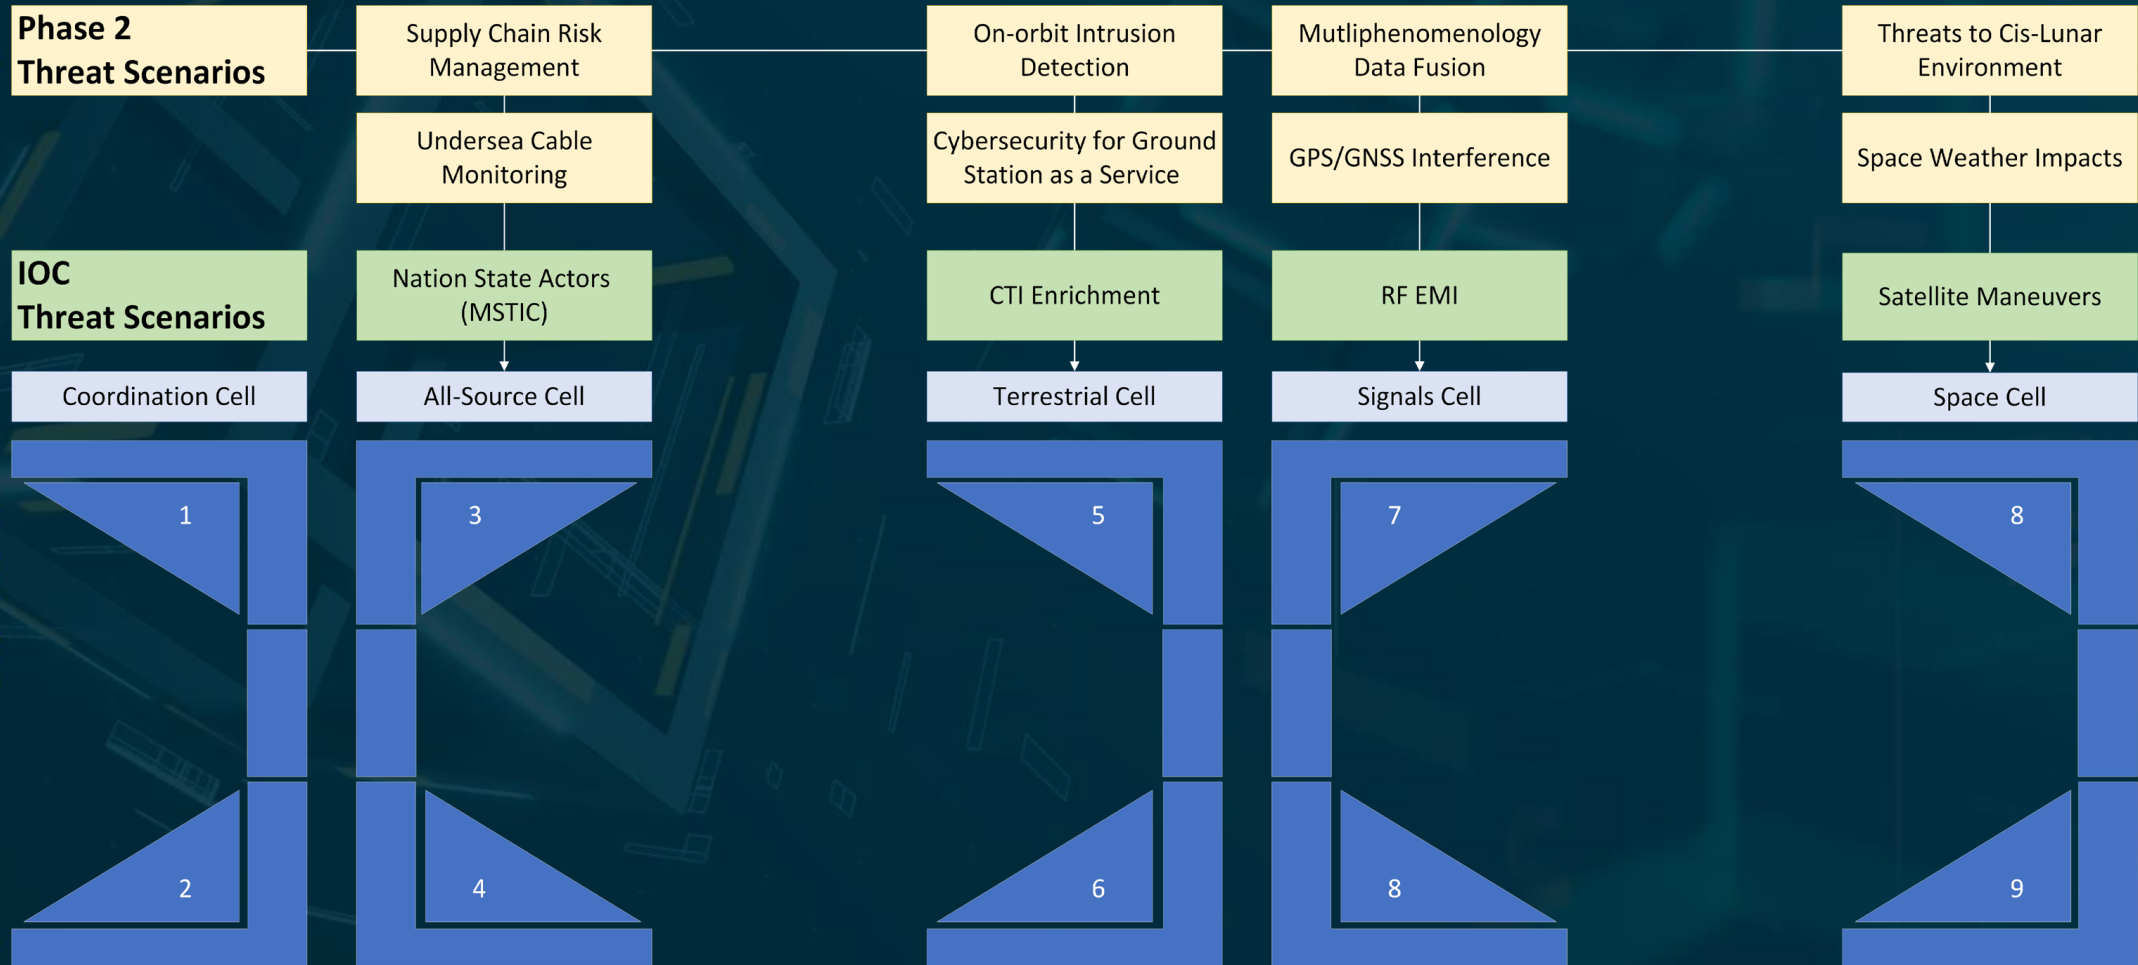 Phase 2
Threat Scenarios
Supply Chain Risk
Management
On-orbit Intrusion
Detection
Mutliphenomenology
Data Fusion
Threats to Cis-Lunar
Environment
Undersea Cable
Monitoring
Cybersecurity for Ground
Station as a Service
GPS/GNSS Interference
Space Weather Impacts
IOC
Threat Scenarios
Nation State Actors
(MSTIC)
CTI Enrichment
RF EMI
Satellite Maneuvers
Coordination Cell
All-Source Cell
Terrestrial Cell
Signals Cell
Space Cell
1
3
5
7
8
2
4
6
8
9